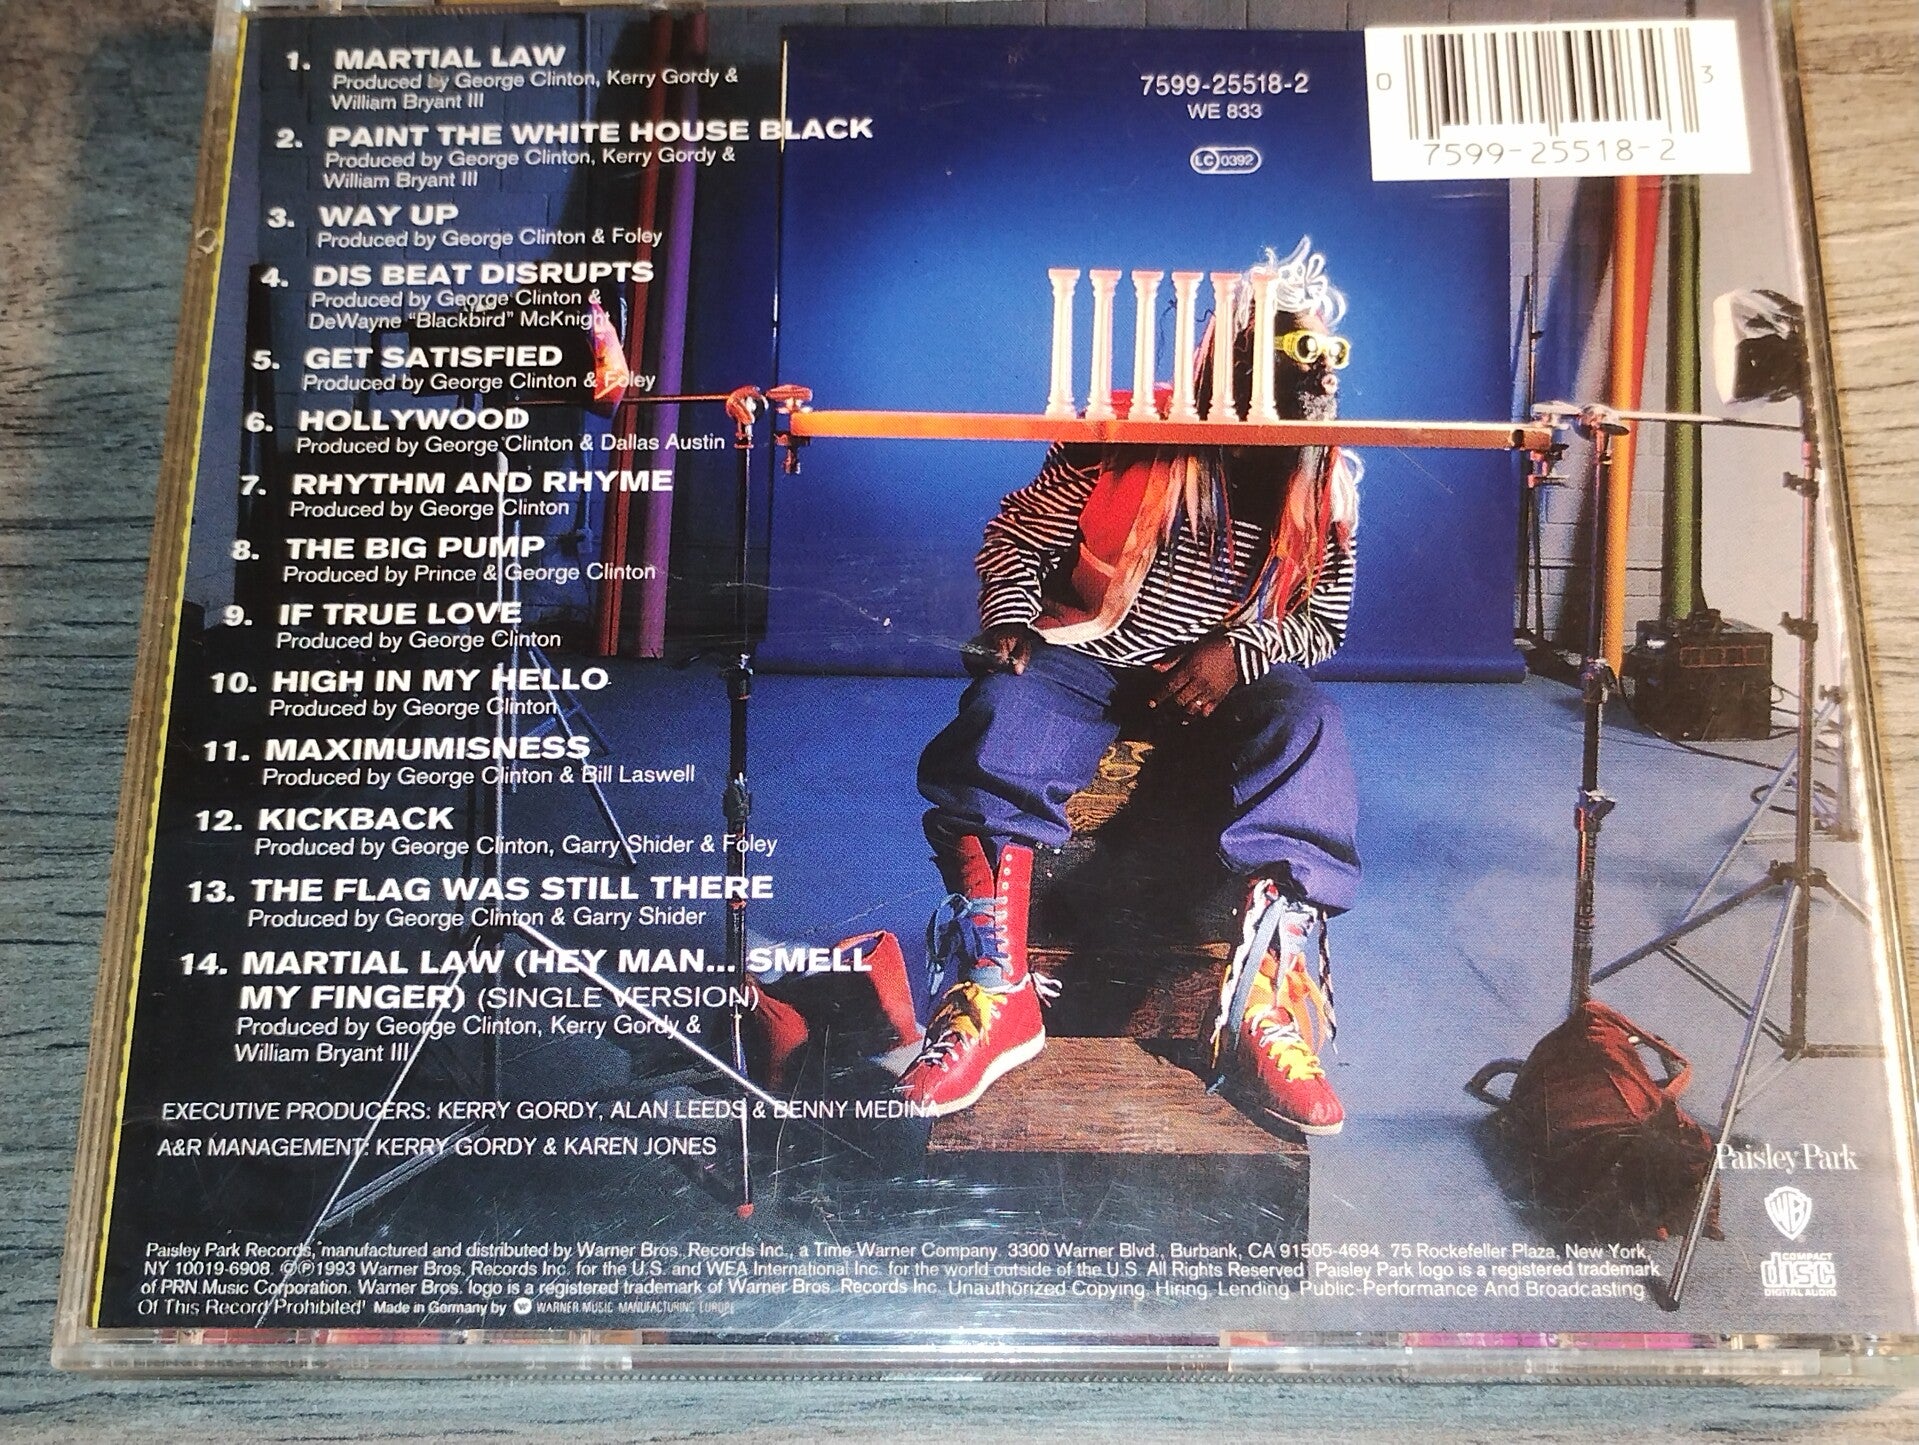 1. MARTIAL LAW
Produced by George Clinton, Kerry Gordy &
William Bryant III
2. PAINT THE WHITE HOUSE BLACK
Produced by George Clinton, Kerry Gordy &
William Bryant III
3. WAY UP
Produced by George Clinton & Foley
4. DIS BEAT DISRUPTS
Produced by George Clinton &
DeWayne "Blackbird" McKnight
5. GET SATISFIED
Produced by George Clinton & Foley
6. HOLLYWOOD
Produced by George Clinton & Dallas Austin
7. RHYTHM AND RHYME
Produced by George Clinton
8. THE BIG PUMP
Produced by Prince & George Clinton
9. IF TRUE LOVE
Produced by George Clinton
10. HIGH IN MY HELLO
Produced by George Clinton
11. MAXIMUMISNESS
Produced by George Clinton & Bill Laswell
12. KICKBACK
Produced by George Clinton, Garry Shider & Foley
13. THE FLAG WAS STILL THERE
Produced by George Clinton & Garry Shider
14. MARTIAL LAW (HEY MAN... SMELL
MY FINGER) (SINGLE VERSION)
Produced by George Clinton, Kerry Gordy &
William Bryant III
EXECUTIVE PRODUCERS: KERRY GORDY, ALAN LEEDS & BENNY MEDINA
A&R MANAGEMENT: KERRY GORDY & KAREN JONES
7599-25518-2
WE 833
LC 0392
0 3
7599-25518-2
Paisley Park
WB
COMPACT
disc
DIGITAL AUDIO
Paisley Park Records, manufactured and distributed by Warner Bros. Records Inc., a Time Warner Company. 3300 Warner Blvd., Burbank, CA 91505-4694. 75 Rockefeller Plaza, New York,
NY 10019-6908. ©℗1993 Warner Bros. Records Inc. for the U.S. and WEA International Inc. for the world outside of the U.S. All Rights Reserved. Paisley Park logo is a registered trademark
of PRN Music Corporation. Warner Bros. logo is a registered trademark of Warner Bros. Records Inc. Unauthorized Copying, Hiring, Lending, Public-Performance And Broadcasting
Of This Record Prohibited! Made in Germany by WARNER MUSIC MANUFACTURING EUROPE